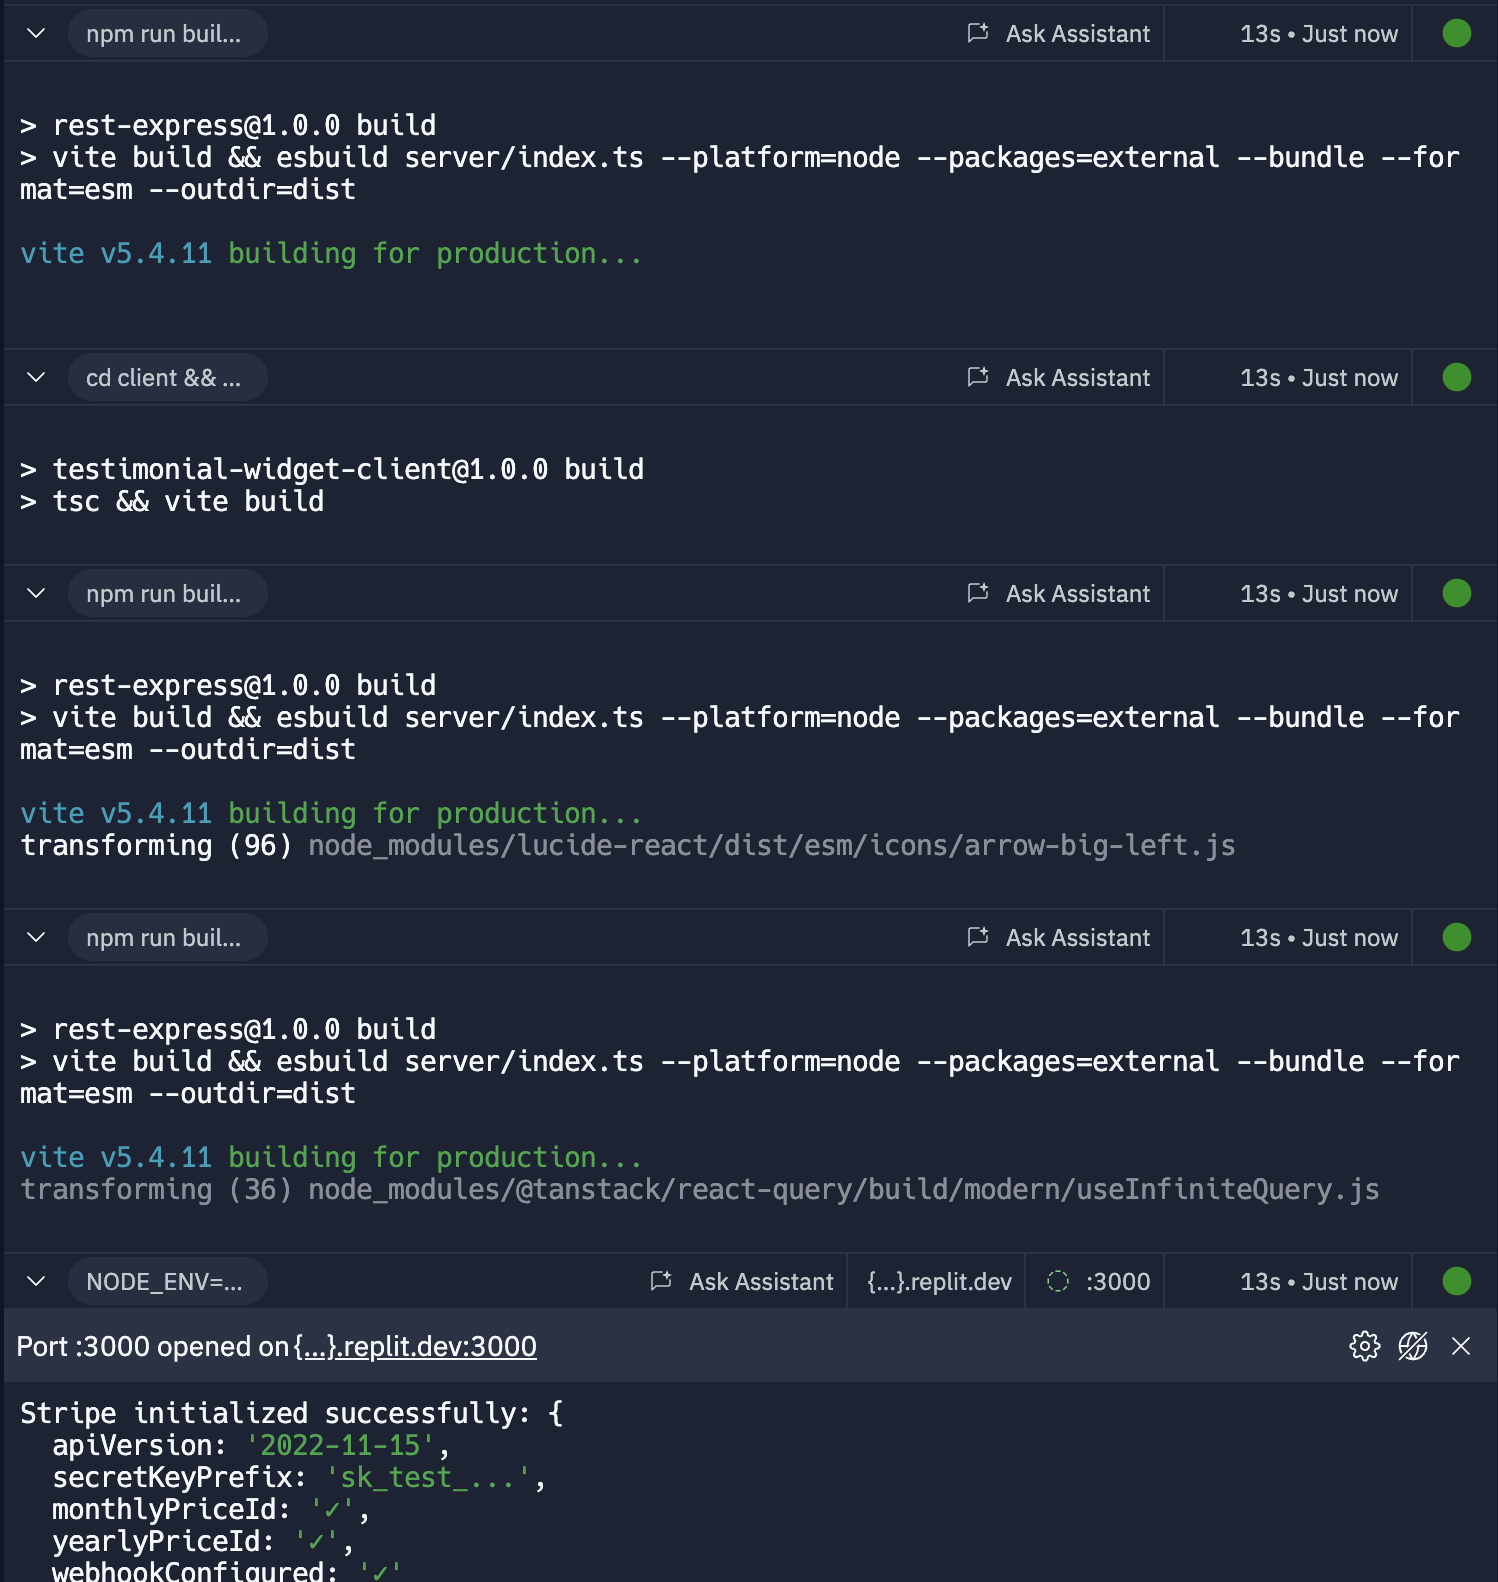 npm run buil... Ask Assistant 13s • Just now
> rest-express@1.0.0 build
> vite build && esbuild server/index.ts --platform=node --packages=external --bundle --for
mat=esm --outdir=dist
vite v5.4.11 building for production...
cd client && ... Ask Assistant 13s • Just now
> testimonial-widget-client@1.0.0 build
> tsc && vite build
npm run buil... Ask Assistant 13s • Just now
> rest-express@1.0.0 build
> vite build && esbuild server/index.ts --platform=node --packages=external --bundle --for
mat=esm --outdir=dist
vite v5.4.11 building for production...
transforming (96) node_modules/lucide-react/dist/esm/icons/arrow-big-left.js
npm run buil... Ask Assistant 13s • Just now
> rest-express@1.0.0 build
> vite build && esbuild server/index.ts --platform=node --packages=external --bundle --for
mat=esm --outdir=dist
vite v5.4.11 building for production...
transforming (36) node_modules/@tanstack/react-query/build/modern/useInfiniteQuery.js
NODE_ENV=... Ask Assistant {...}.replit.dev :3000 13s • Just now
Port :3000 opened on {...}.replit.dev:3000
Stripe initialized successfully: {
apiVersion: '2022-11-15',
secretKeyPrefix: 'sk_test_...',
monthlyPriceId: '✓',
yearlyPriceId: '✓',
webhookConfigured: '✓'